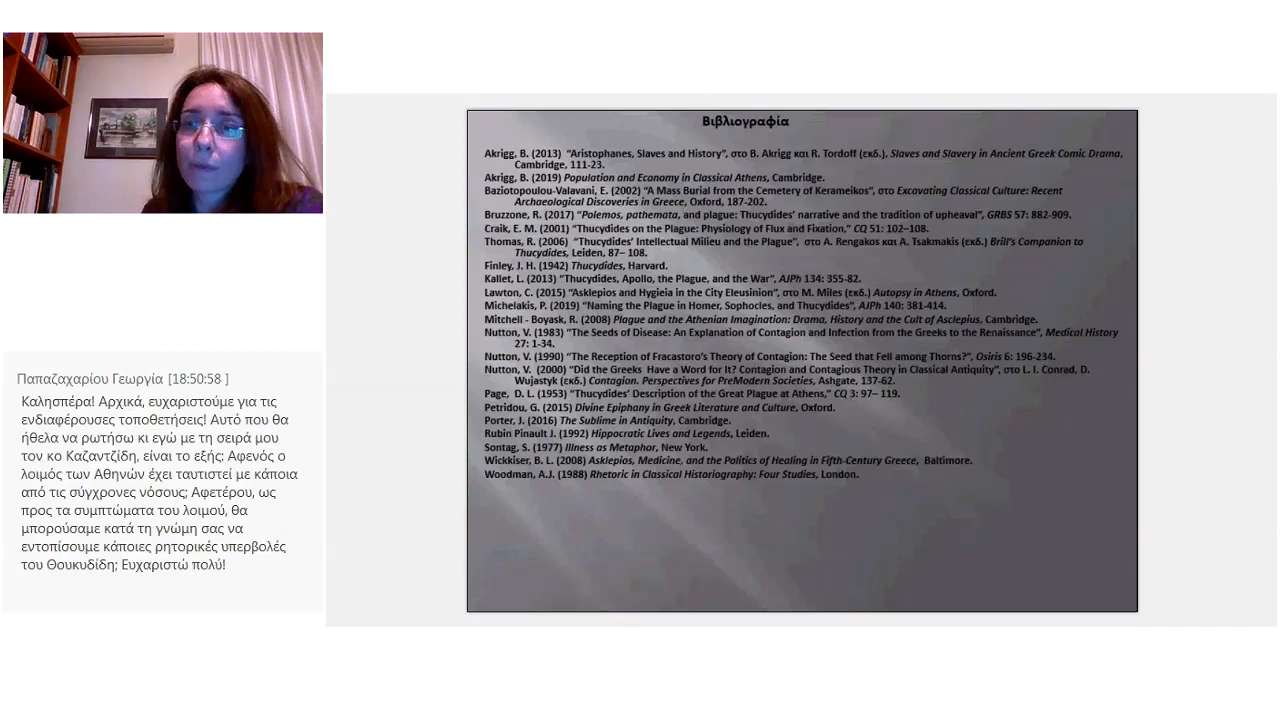 Βιβλιογραφία
Akrigg, B. (2013) “Aristophanes, Slaves and History”, στο B. Akrigg και R. Tordoff (εκδ.), Slaves and Slavery in Ancient Greek Comic Drama,
Cambridge, 111-23.
Akrigg, B. (2019) Population and Economy in Classical Athens, Cambridge.
Baziotopoulou-Valavani, E. (2002) “A Mass Burial from the Cemetery of Kerameikos”, στο Excavating Classical Culture: Recent
Archaeological Discoveries in Greece, Oxford, 187-202.
Bruzzone, R. (2017) “Polemos, pathemata, and plague: Thucydides’ narrative and the tradition of upheaval”, GRBS 57: 882-909.
Craik, E. M. (2001) “Thucydides on the Plague: Physiology of Flux and Fixation,” CQ 51: 102–108.
Thomas, R. (2006) “Thucydides’ Intellectual Milieu and the Plague”, στο A. Rengakos και A. Tsakmakis (εκδ.) Brill’s Companion to
Thucydides, Leiden, 87– 108.
Finley, J. H. (1942) Thucydides, Harvard.
Kallet, L. (2013) “Thucydides, Apollo, the Plague, and the War”, AJPh 134: 355-82.
Lawton, C. (2015) “Asklepios and Hygieia in the City Eleusinion”, στο M. Miles (εκδ.) Autopsy in Athens, Oxford.
Michelakis, P. (2019) “Naming the Plague in Homer, Sophocles, and Thucydides”, AJPh 140: 381-414.
Mitchell - Boyask, R. (2008) Plague and the Athenian Imagination: Drama, History and the Cult of Asclepius, Cambridge.
Nutton, V. (1983) “The Seeds of Disease: An Explanation of Contagion and Infection from the Greeks to the Renaissance”, Medical History
27: 1-34.
Nutton, V. (1990) “The Reception of Fracastoro’s Theory of Contagion: The Seed that Fell among Thorns?”, Osiris 6: 196-234.
Nutton, V. (2000) “Did the Greeks Have a Word for It? Contagion and Contagious Theory in Classical Antiquity”, στο L. I. Conrad, D.
Wujastyk (εκδ.) Contagion. Perspectives for PreModern Societies, Ashgate, 137-62.
Page, D. L. (1953) “Thucydides’ Description of the Great Plague at Athens,” CQ 3: 97– 119.
Petridou, G. (2015) Divine Epiphany in Greek Literature and Culture, Oxford.
Porter, J. (2016) The Sublime in Antiquity, Cambridge.
Rubin Pinault J. (1992) Hippocratic Lives and Legends, Leiden.
Sontag, S. (1977) Illness as Metaphor, New York.
Wickkiser, B. L. (2008) Asklepios, Medicine, and the Politics of Healing in Fifth-Century Greece, Baltimore.
Woodman, A.J. (1988) Rhetoric in Classical Historiography: Four Studies, London.
Παπαζαχαρίου Γεωργία [18:50:58 ]
Καλησπέρα! Αρχικά, ευχαριστούμε για τις
ενδιαφέρουσες τοποθετήσεις! Αυτό που θα
ήθελα να ρωτήσω κι εγώ με τη σειρά μου
τον κο Καζαντζίδη, είναι το εξής; Αφενός ο
λοιμός των Αθηνών έχει ταυτιστεί με κάποια
από τις σύγχρονες νόσους; Αφετέρου, ως
προς τα συμπτώματα του λοιμού, θα
μπορούσαμε κατά τη γνώμη σας να
εντοπίσουμε κάποιες ρητορικές υπερβολές
του Θουκυδίδη; Ευχαριστώ πολύ!